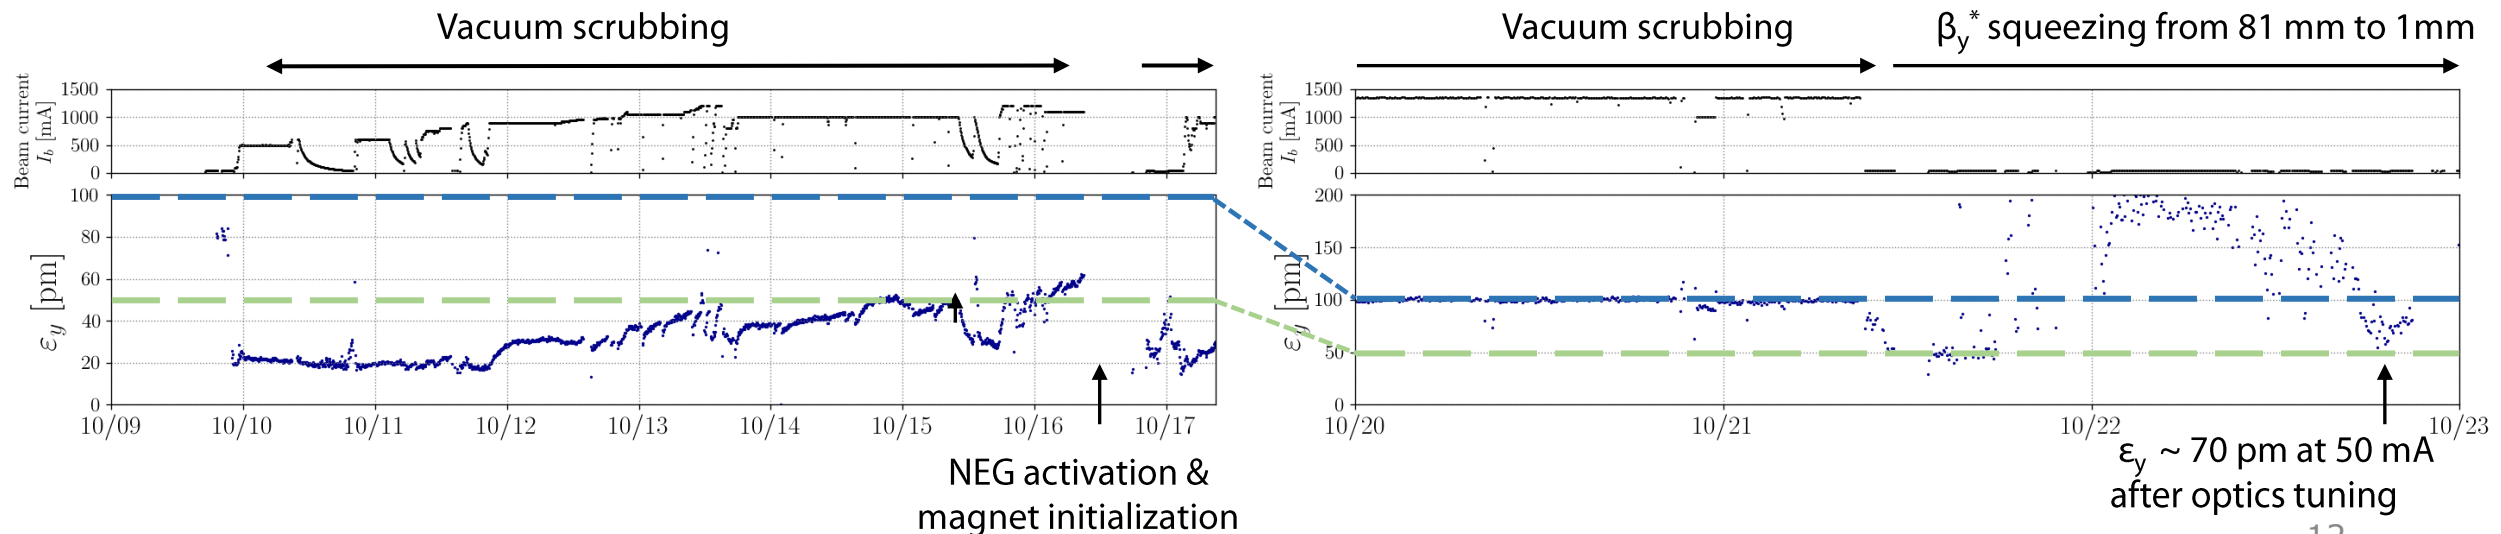 Vacuum scrubbing
Vacuum scrubbing
βy* squeezing from 81 mm to 1mm
Beam current
I_b [mA]
1500
1000
500
0
100
80
60
40
20
0
ε_y [pm]
10/09
10/10
10/11
10/12
10/13
10/14
10/15
10/16
10/17
NEG activation &
magnet initialization
Beam current
I_b [mA]
1500
1000
500
0
200
150
100
50
0
ε_y [pm]
10/20
10/21
10/22
10/23
εy ~ 70 pm at 50 mA
after optics tuning